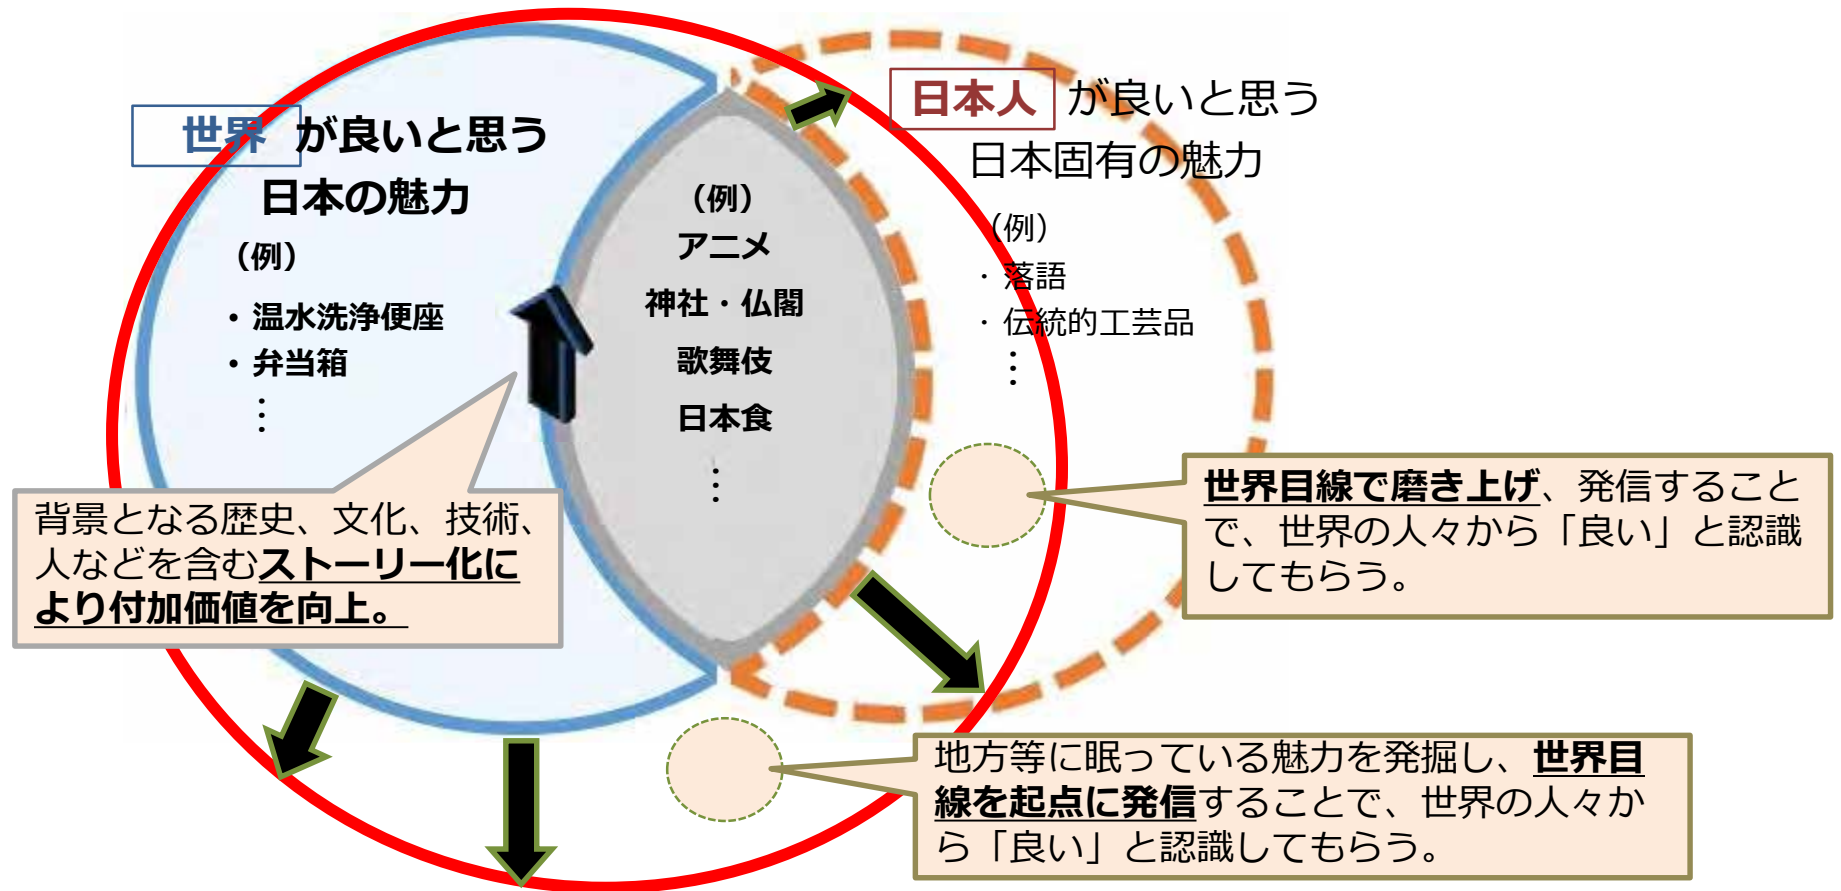 世界 が良いと思う
日本の魅力
（例）
・温水洗浄便座
・弁当箱
…
（例）
アニメ
神社・仏閣
歌舞伎
日本食
…
日本人 が良いと思う
日本固有の魅力
（例）
・落語
・伝統的工芸品
…
背景となる歴史、文化、技術、
人などを含むストーリー化に
より付加価値を向上。
世界目線で磨き上げ、発信すること
で、世界の人々から「良い」と認識
してもらう。
地方等に眠っている魅力を発掘し、世界目
線を起点に発信することで、世界の人々か
ら「良い」と認識してもらう。